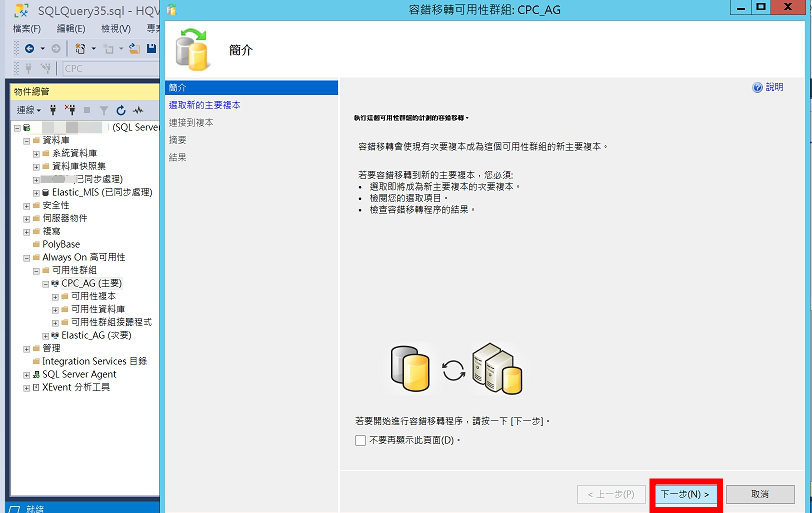 SQLQuery35.sql - HQV
容錯移轉可用性群組: CPC_AG
檔案(F) 編輯(E) 檢視(V) 專案
CPC
簡介
物件總管
連線
(SQL Server
資料庫
系統資料庫
資料庫快照集
已同步處理)
Elastic_MIS (已同步處理)
安全性
伺服器物件
複寫
PolyBase
Always On 高可用性
可用性群組
CPC_AG (主要)
可用性複本
可用性資料庫
可用性群組接聽程式
Elastic_AG (次要)
管理
Integration Services 目錄
SQL Server Agent
XEvent 分析工具
就緒
簡介
選取新的主要複本
連接到複本
摘要
結果
說明
執行這個可用性群組的計劃的容錯移轉。
容錯移轉會使現有次要複本成為這個可用性群組的新主要複本。
若要容錯移轉到新的主要複本，您必須:
• 選取即將成為新主要複本的次要複本。
• 檢閱您的選取項目。
• 檢查容錯移轉程序的結果。
若要開始進行容錯移轉程序，請按一下 [下一步]。
不要再顯示此頁面(D)。
< 上一步(P) 下一步(N) > 取消